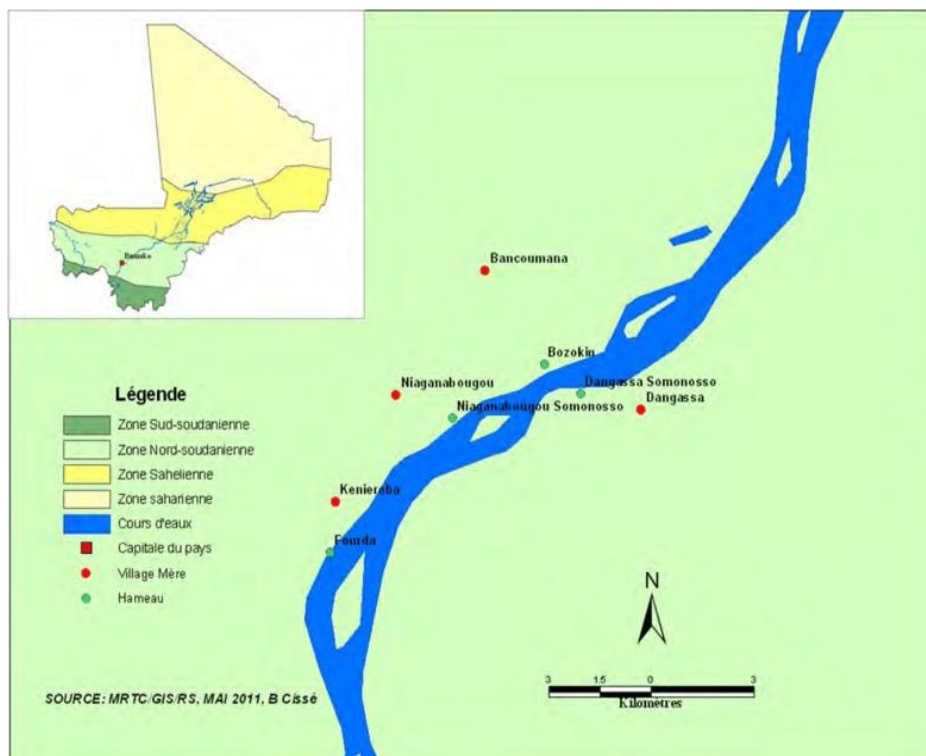 Bamako
Bancoumana
Bozokin
Niaganabougou
Dangassa Somonosso
Dangassa
Niaganabougou Somonosso
Kenieroba
Fourda
Légende
Zone Sud-soudanienne
Zone Nord-soudanienne
Zone Sahelienne
Zone saharienne
Cours d'eaux
Capitale du pays
Village Mère
Hameau
N
3 1.5 0 3
Kilomètres
SOURCE: MRTC/GIS/RS, MAI 2011, B Cissé